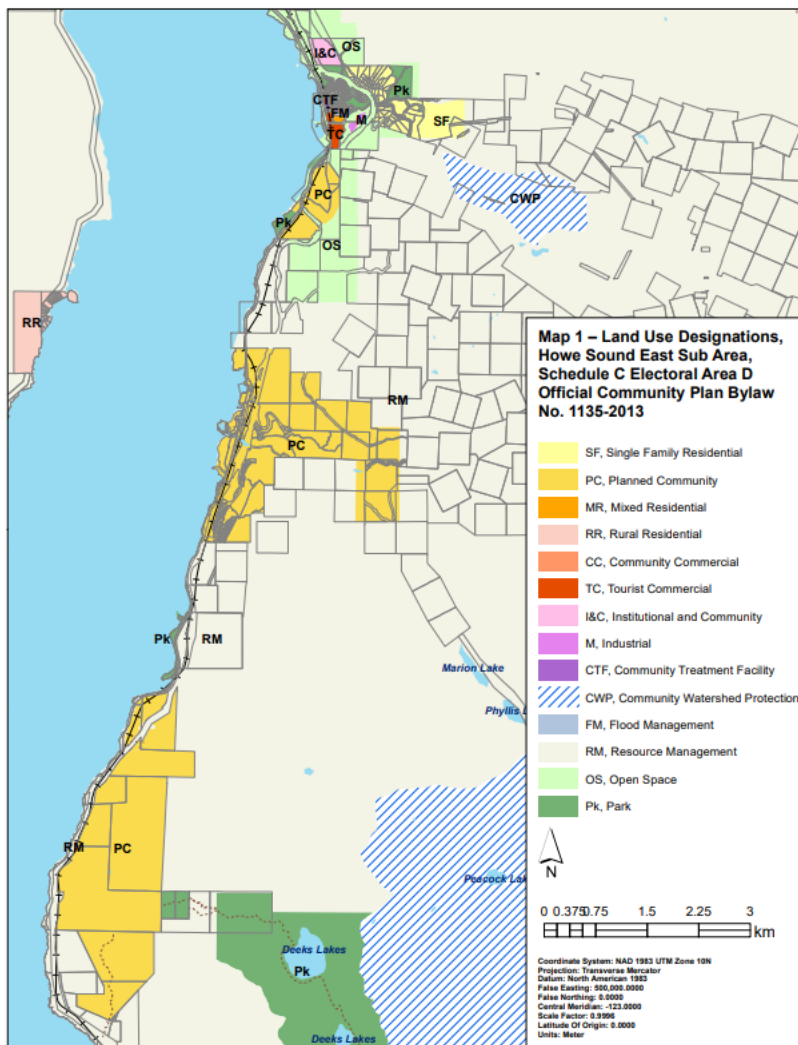 I&C
OS
Pk
CTF
FM
M
SF
TC
PC
CWP
Pk
OS
RR
RM
PC
Pk
RM
Marion Lake
Phyllis L
RM
PC
Peacock Lak
Deeks Lakes
Pk
Deeks Lakes
Map 1 – Land Use Designations,
Howe Sound East Sub Area,
Schedule C Electoral Area D
Official Community Plan Bylaw
No. 1135-2013
SF, Single Family Residential
PC, Planned Community
MR, Mixed Residential
RR, Rural Residential
CC, Community Commercial
TC, Tourist Commercial
I&C, Institutional and Community
M, Industrial
CTF, Community Treatment Facility
CWP, Community Watershed Protection
FM, Flood Management
RM, Resource Management
OS, Open Space
Pk, Park
N
0 0.375 0.75 1.5 2.25 3
km
Coordinate System: NAD 1983 UTM Zone 10N
Projection: Transverse Mercator
Datum: North American 1983
False Easting: 500,000.0000
False Northing: 0.0000
Central Meridian: -123.0000
Scale Factor: 0.9996
Latitude Of Origin: 0.0000
Units: Meter